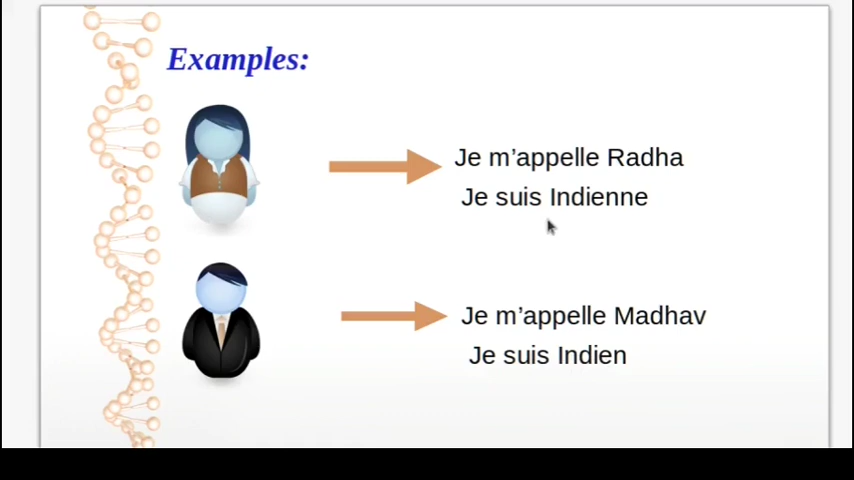 Examples:
Je m’appelle Radha
Je suis Indienne
Je m’appelle Madhav
Je suis Indien